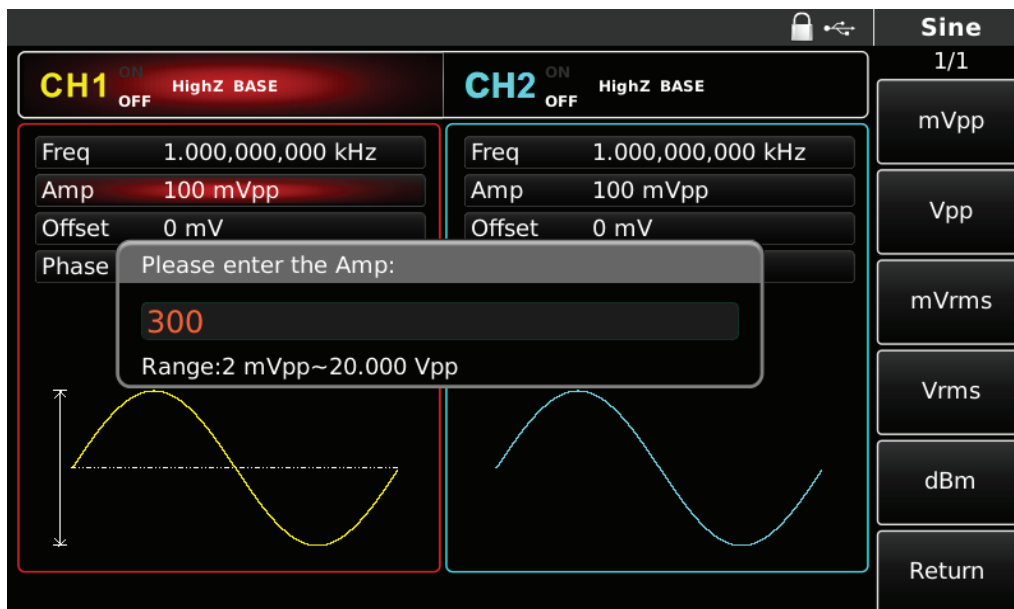 Sine
1/1
CH1 ON OFF HighZ BASE
CH2 ON OFF HighZ BASE
Freq 1.000,000,000 kHz
Amp 100 mVpp
Offset 0 mV
Phase
Freq 1.000,000,000 kHz
Amp 100 mVpp
Offset 0 mV
Please enter the Amp:
300
Range:2 mVpp~20.000 Vpp
mVpp
Vpp
mVrms
Vrms
dBm
Return